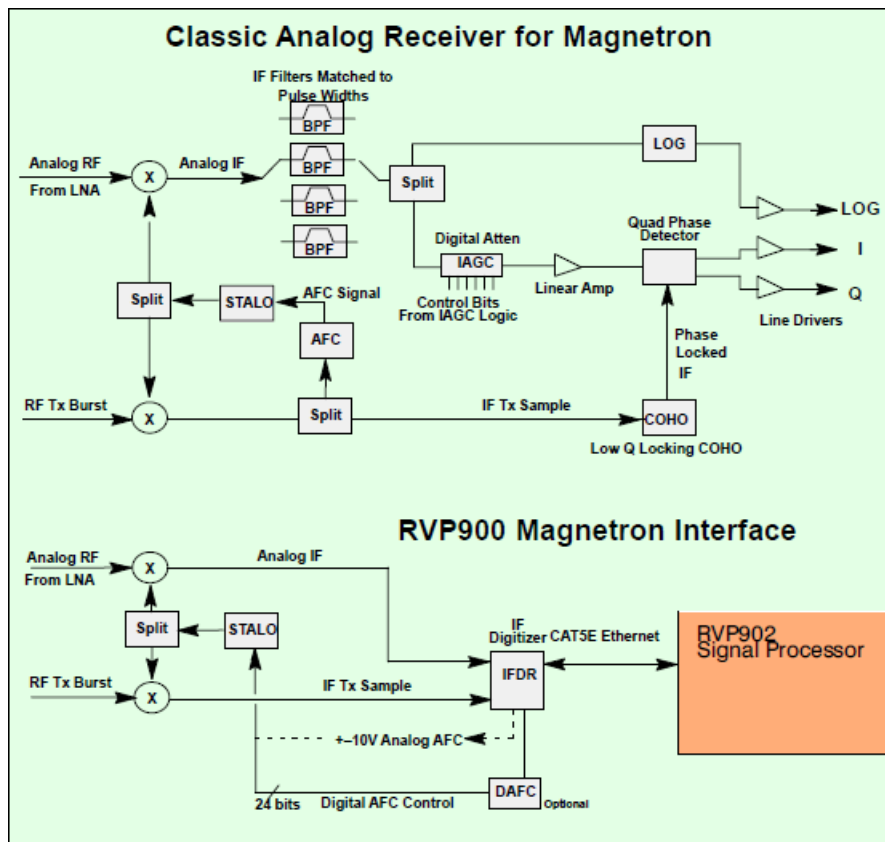 Classic Analog Receiver for Magnetron
IF Filters Matched to
Pulse Widths
BPF
BPF
BPF
BPF
Analog RF
From LNA
X
Analog IF
Split
LOG
LOG
Digital Atten
IAGC
Control Bits
From IAGC Logic
Linear Amp
Quad Phase
Detector
I
Q
Line Drivers
Split
STALO
AFC Signal
AFC
Phase
Locked
IF
RF Tx Burst
X
Split
IF Tx Sample
COHO
Low Q Locking COHO
RVP900 Magnetron Interface
Analog RF
From LNA
X
Analog IF
Split
STALO
IF
Digitizer
CAT5E Ethernet
IFDR
RVP902
Signal Processor
RF Tx Burst
X
IF Tx Sample
+–10V Analog AFC
24 bits
Digital AFC Control
DAFC
Optional